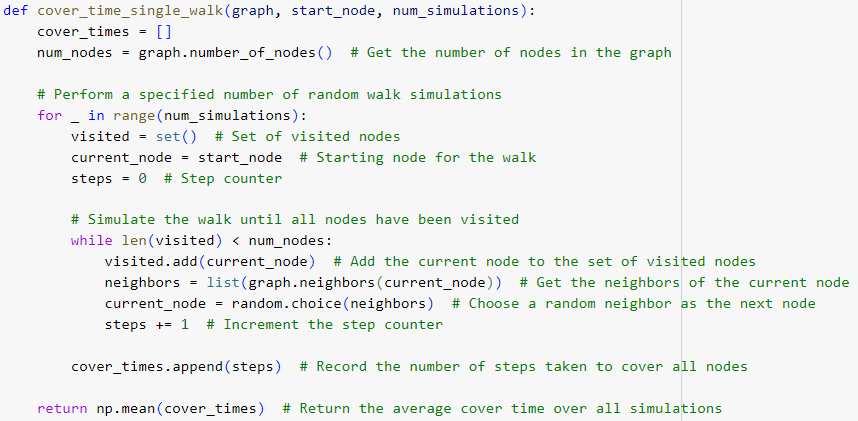 def cover_time_single_walk(graph, start_node, num_simulations):
    cover_times = []
    num_nodes = graph.number_of_nodes()  # Get the number of nodes in the graph

    # Perform a specified number of random walk simulations
    for _ in range(num_simulations):
        visited = set()  # Set of visited nodes
        current_node = start_node  # Starting node for the walk
        steps = 0  # Step counter

        # Simulate the walk until all nodes have been visited
        while len(visited) < num_nodes:
            visited.add(current_node)  # Add the current node to the set of visited nodes
            neighbors = list(graph.neighbors(current_node))  # Get the neighbors of the current node
            current_node = random.choice(neighbors)  # Choose a random neighbor as the next node
            steps += 1  # Increment the step counter

        cover_times.append(steps)  # Record the number of steps taken to cover all nodes

    return np.mean(cover_times)  # Return the average cover time over all simulations